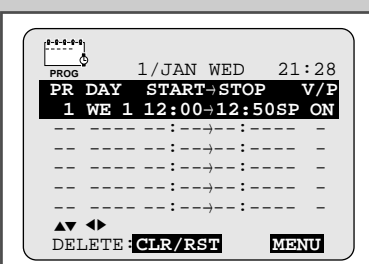 PROG 1/JAN WED 21:28
PR DAY START→STOP V/P
1 WE 1 12:00→12:50SP ON
-- ---- --:--→--:---- -
-- ---- --:--→--:---- -
-- ---- --:--→--:---- -
-- ---- --:--→--:---- -
-- ---- --:--→--:---- -
▲▼ ◀▶
DELETE:CLR/RST MENU